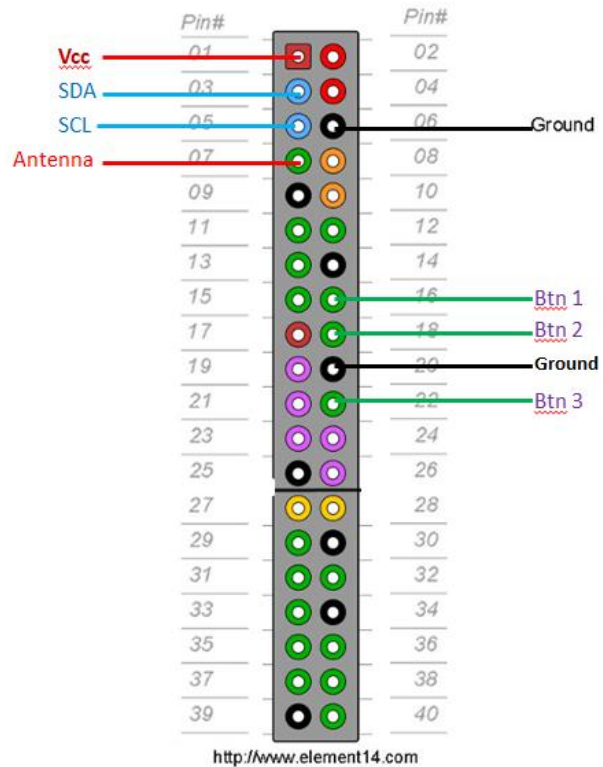 Pin# Pin#
Vcc 01 02
SDA 03 04
SCL 05 06 Ground
Antenna 07 08
09 10
11 12
13 14
15 16 Btn 1
17 18 Btn 2
19 20 Ground
21 22 Btn 3
23 24
25 26
27 28
29 30
31 32
33 34
35 36
37 38
39 40
http://www.element14.com